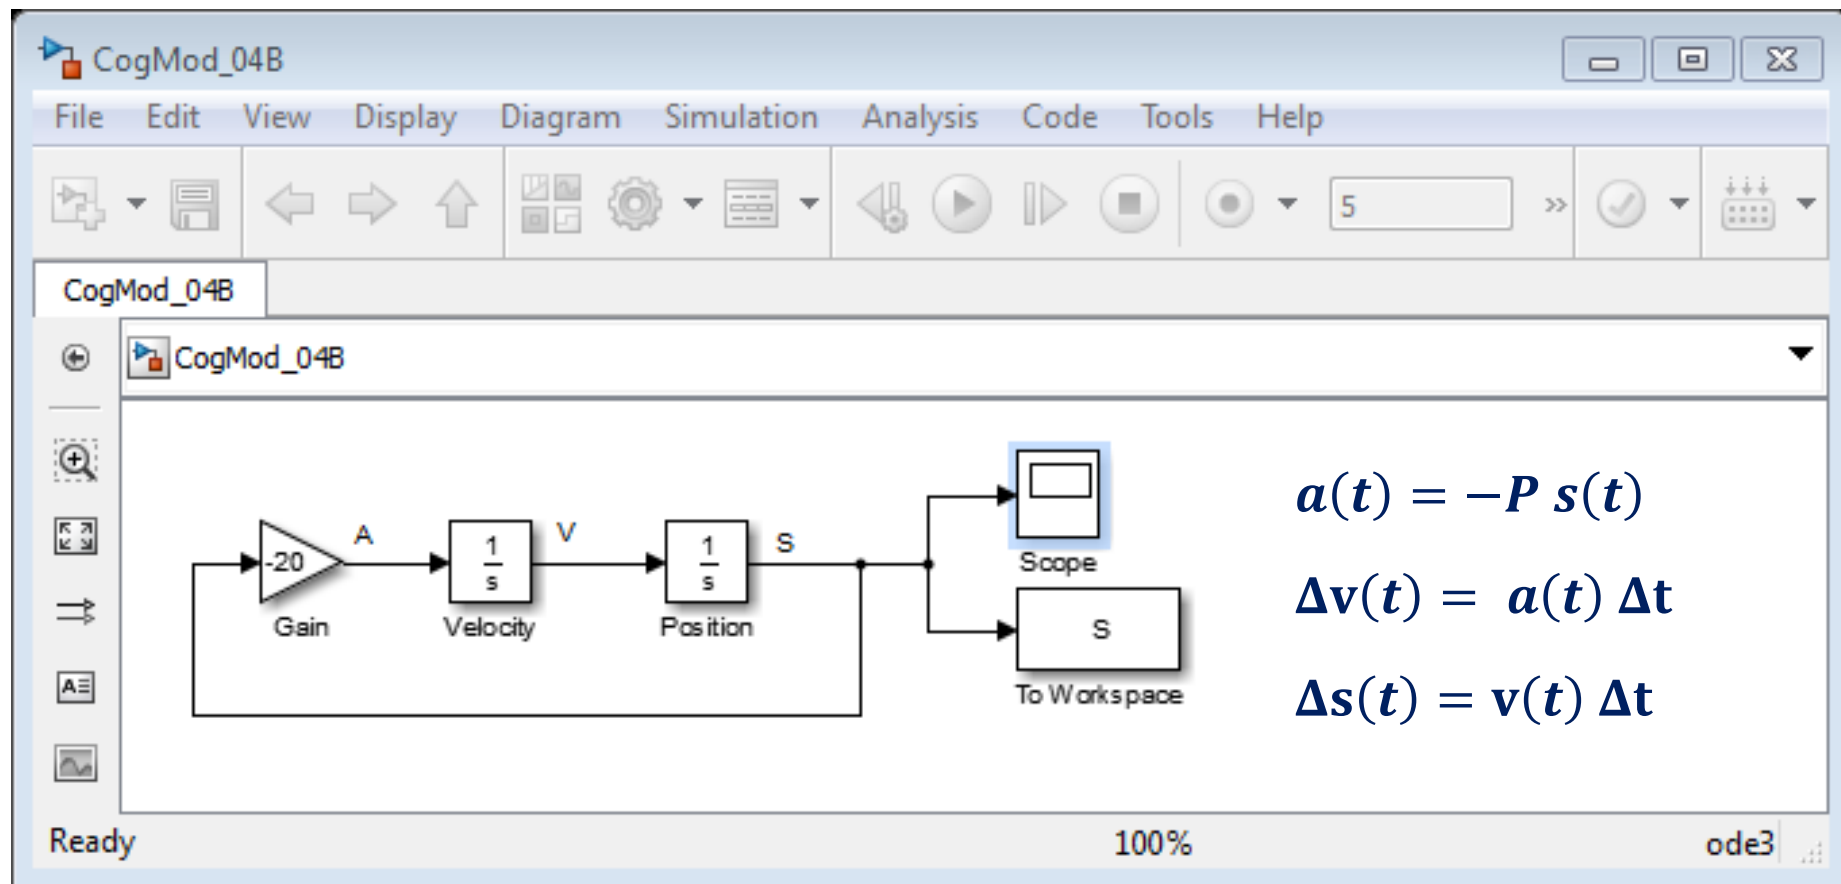 CogMod_04B
File Edit View Display Diagram Simulation Analysis Code Tools Help
5 »
CogMod_04B
CogMod_04B
-20
Gain
A
1
s
Velocity
V
1
s
Position
S
Scope
S
To Workspace
a(t) = −P s(t)
Δv(t) = a(t) Δt
Δs(t) = v(t) Δt
Ready 100% ode3